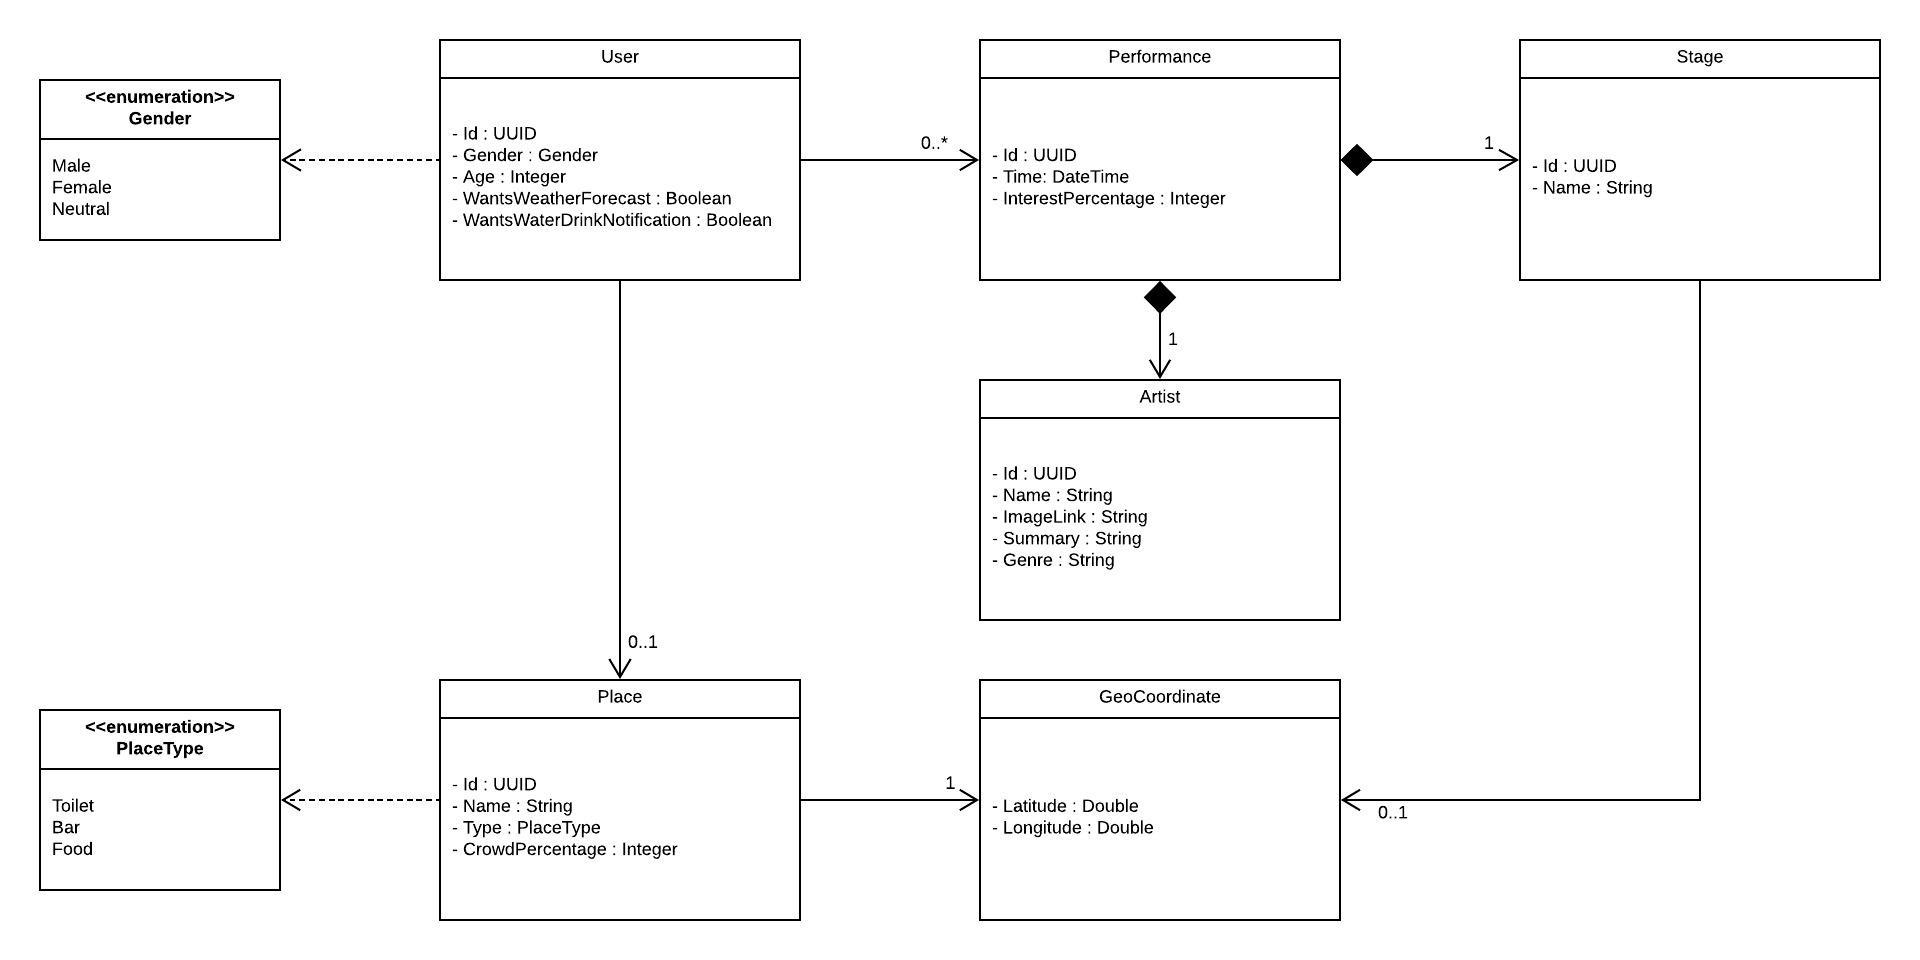 <<enumeration>>
Gender
Male
Female
Neutral
User
- Id : UUID
- Gender : Gender
- Age : Integer
- WantsWeatherForecast : Boolean
- WantsWaterDrinkNotification : Boolean
0..*
Performance
- Id : UUID
- Time: DateTime
- InterestPercentage : Integer
1
Stage
- Id : UUID
- Name : String
1
Artist
- Id : UUID
- Name : String
- ImageLink : String
- Summary : String
- Genre : String
0..1
<<enumeration>>
PlaceType
Toilet
Bar
Food
Place
- Id : UUID
- Name : String
- Type : PlaceType
- CrowdPercentage : Integer
1
GeoCoordinate
- Latitude : Double
- Longitude : Double
0..1